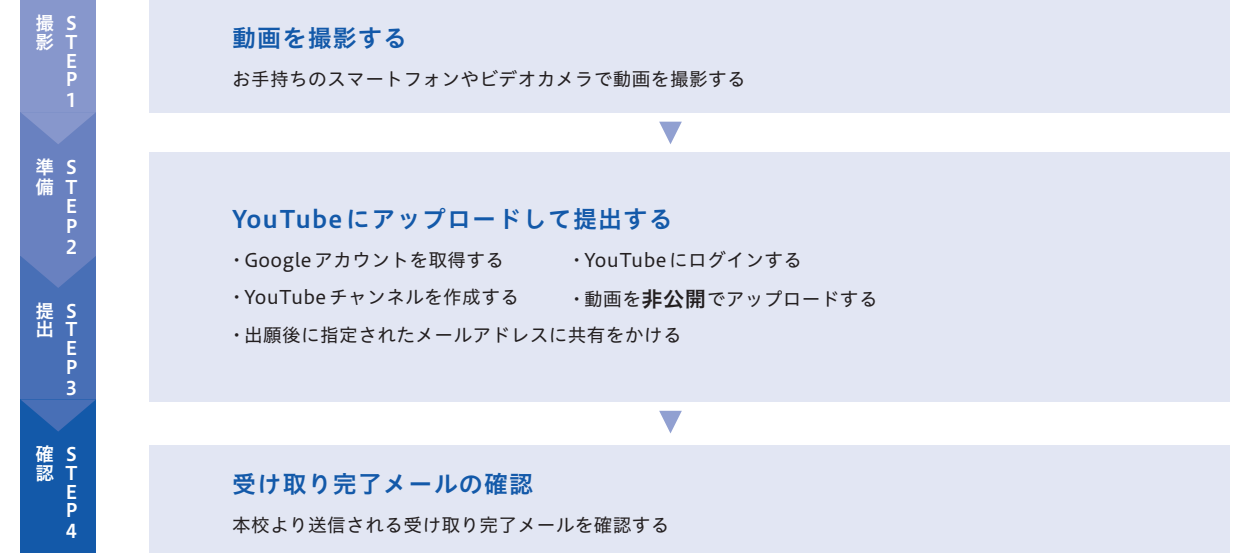 STEP1
撮影
動画を撮影する
お手持ちのスマートフォンやビデオカメラで動画を撮影する
STEP2
準備
STEP3
提出
YouTubeにアップロードして提出する
・Googleアカウントを取得する
・YouTubeにログインする
・YouTubeチャンネルを作成する
・動画を非公開でアップロードする
・出願後に指定されたメールアドレスに共有をかける
STEP4
確認
受け取り完了メールの確認
本校より送信される受け取り完了メールを確認する